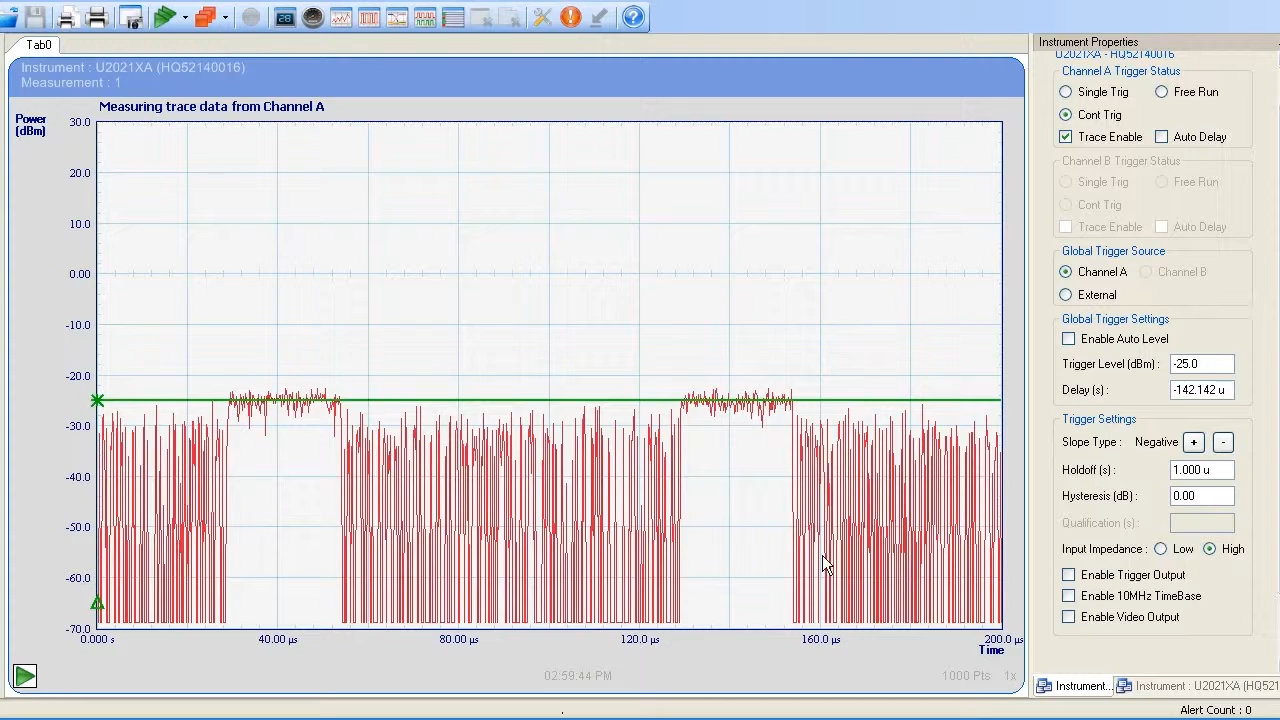 28
Tab0
Instrument : U2021XA (HQ52140016)
Measurement : 1
Measuring trace data from Channel A
Power
(dBm)
30.0
20.0
10.0
0.00
-10.0
-20.0
-30.0
-40.0
-50.0
-60.0
-70.0
0.000 s
40.00 µs
80.00 µs
120.0 µs
160.0 µs
200.0 µs
Time
02:59:44 PM
1000 Pts
1x
Instrument Properties
U2021XA - HQ52140016
Channel A Trigger Status
Single Trig
Free Run
Cont Trig
Trace Enable
Auto Delay
Channel B Trigger Status
Single Trig
Free Run
Cont Trig
Trace Enable
Auto Delay
Global Trigger Source
Channel A
Channel B
External
Global Trigger Settings
Enable Auto Level
Trigger Level (dBm) : -25.0
Delay (s) : -142.142 u
Trigger Settings
Slope Type : Negative + -
Holdoff (s) : 1.000 u
Hysteresis (dB) : 0.00
Qualification (s) :
Input Impedance : Low High
Enable Trigger Output
Enable 10MHz TimeBase
Enable Video Output
Instrument...
Instrument : U2021XA (HQ521
Alert Count : 0